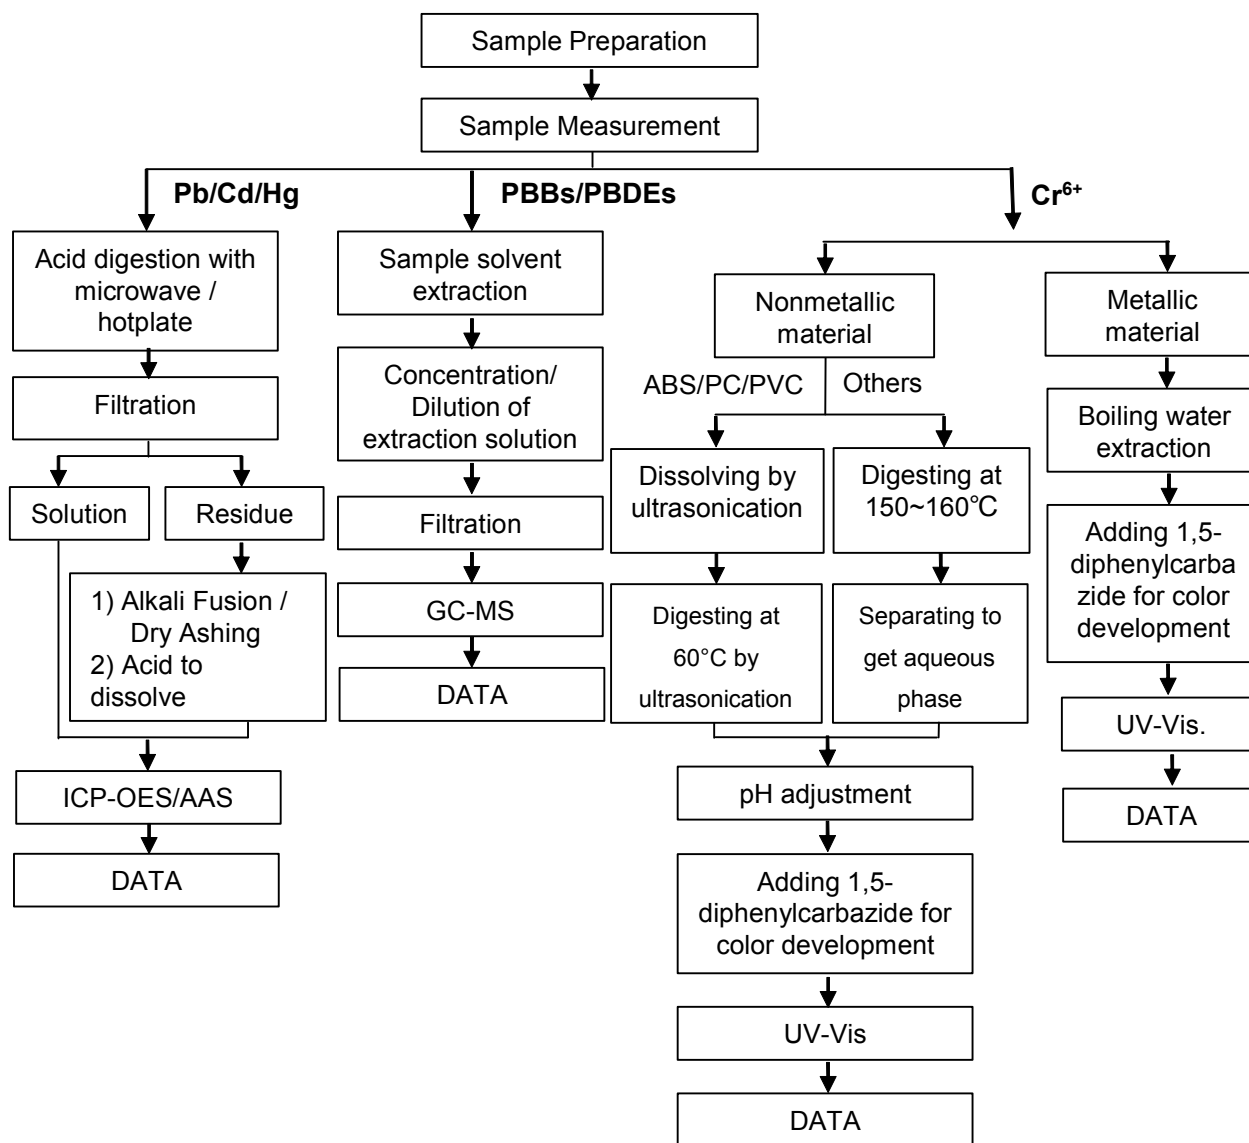 Sample Preparation
Sample Measurement
Pb/Cd/Hg
PBBs/PBDEs
Cr⁶⁺
Acid digestion with
microwave /
hotplate
Filtration
Solution
Residue
1) Alkali Fusion /
Dry Ashing
2) Acid to
dissolve
ICP-OES/AAS
DATA
Sample solvent
extraction
Concentration/
Dilution of
extraction solution
Filtration
GC-MS
DATA
Nonmetallic
material
ABS/PC/PVC
Others
Dissolving by
ultrasonication
Digesting at
60°C by
ultrasonication
Digesting at
150~160℃
Separating to
get aqueous
phase
pH adjustment
Adding 1,5-
diphenylcarbazide for
color development
UV-Vis
DATA
Metallic
material
Boiling water
extraction
Adding 1,5-
diphenylcarba
zide for color
development
UV-Vis.
DATA